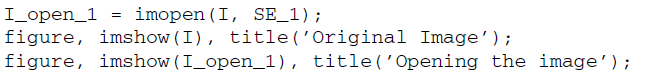 I_open_1 = imopen(I, SE_1);
figure, imshow(I), title(’Original Image’);
figure, imshow(I_open_1), title(’Opening the image’);